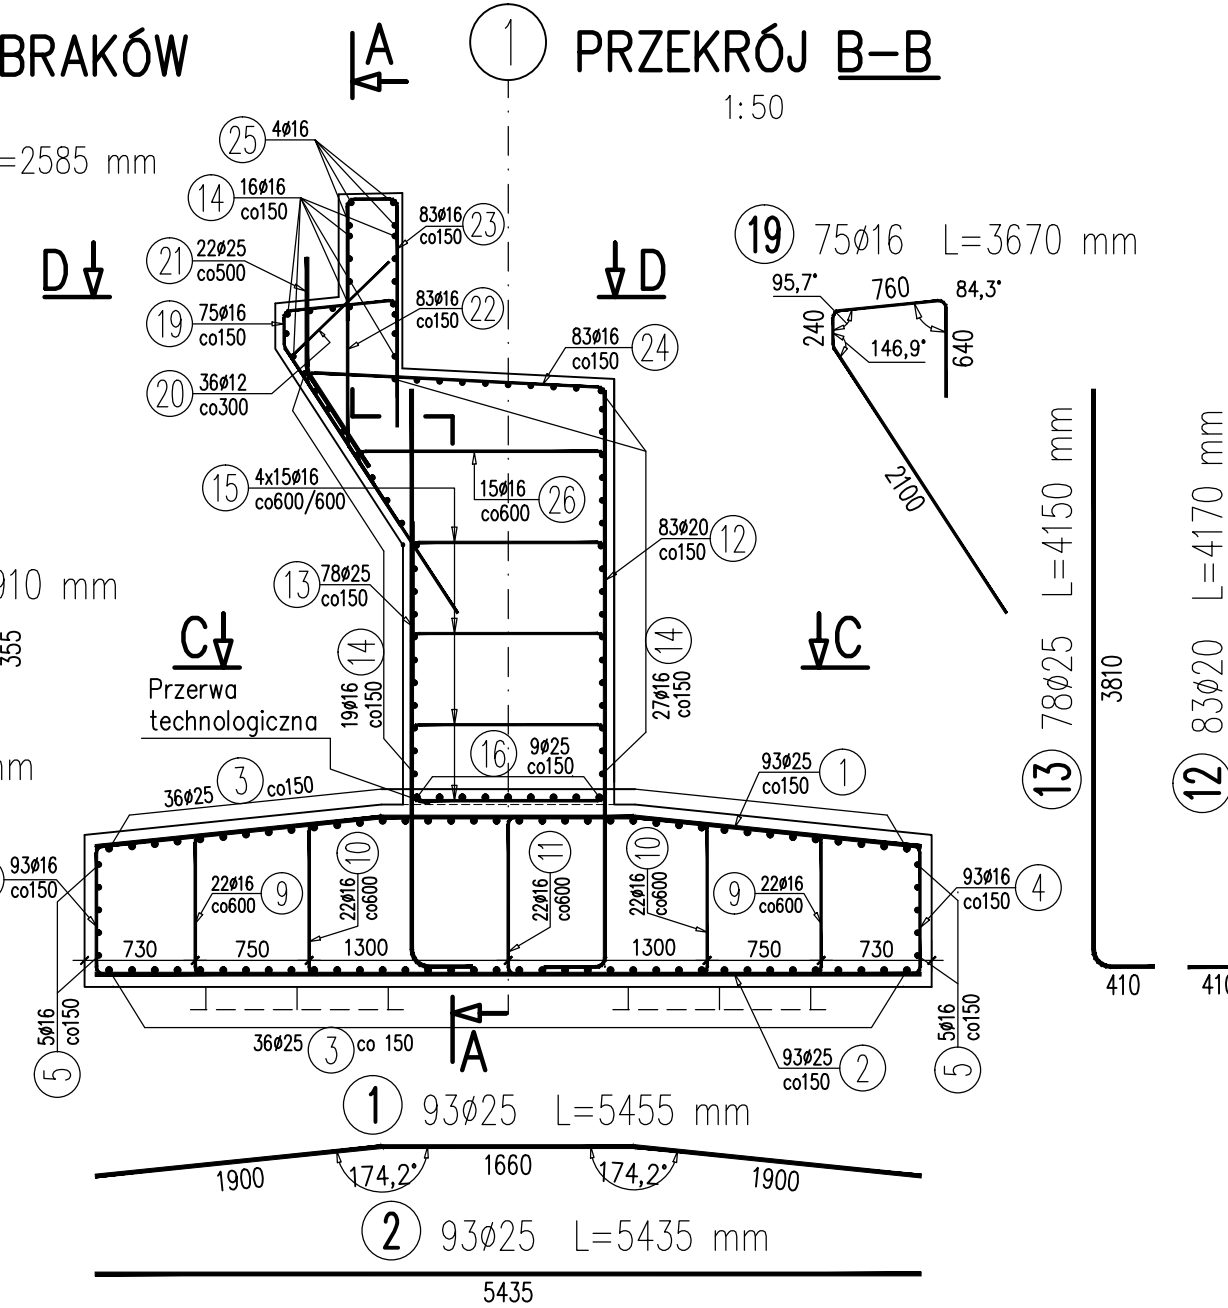 BRAKÓW
A
1
PRZEKRÓJ B-B
1:50
=2585 mm
25 4ø16
14 16ø16
co150
83ø16
co150 23
21 22ø25
co500
D
D
19 75ø16
co150
83ø16
co150 22
20 36ø12
co300
83ø16
co150 24
19 75ø16 L=3670 mm
95,7°
760
84,3°
240
146,9°
640
2100
15 4x15ø16
co600/600
15ø16
co600 26
83ø20
co150 12
13 78ø25
co150
910 mm
355
C
C
14
19ø16
co150
14
27ø16
co150
Przerwa
technologiczna
16 9ø25
co150
93ø25
co150 1
36ø25 3 co150
13 78ø25 L=4150 mm
3810
410
12 83ø20 L=4170 mm
93ø16
co150
22ø16
co600 9
10
22ø16
co600
11
22ø16
co600
10
22ø16
co600
9 22ø16
co600
93ø16
co150 4
730 750 1300 1300 750 730
5ø16
co150
5
36ø25 3 co 150
A
93ø25
co150 2
5ø16
co150
5
1 93ø25 L=5455 mm
1900 174,2° 1660 174,2° 1900
2 93ø25 L=5435 mm
5435